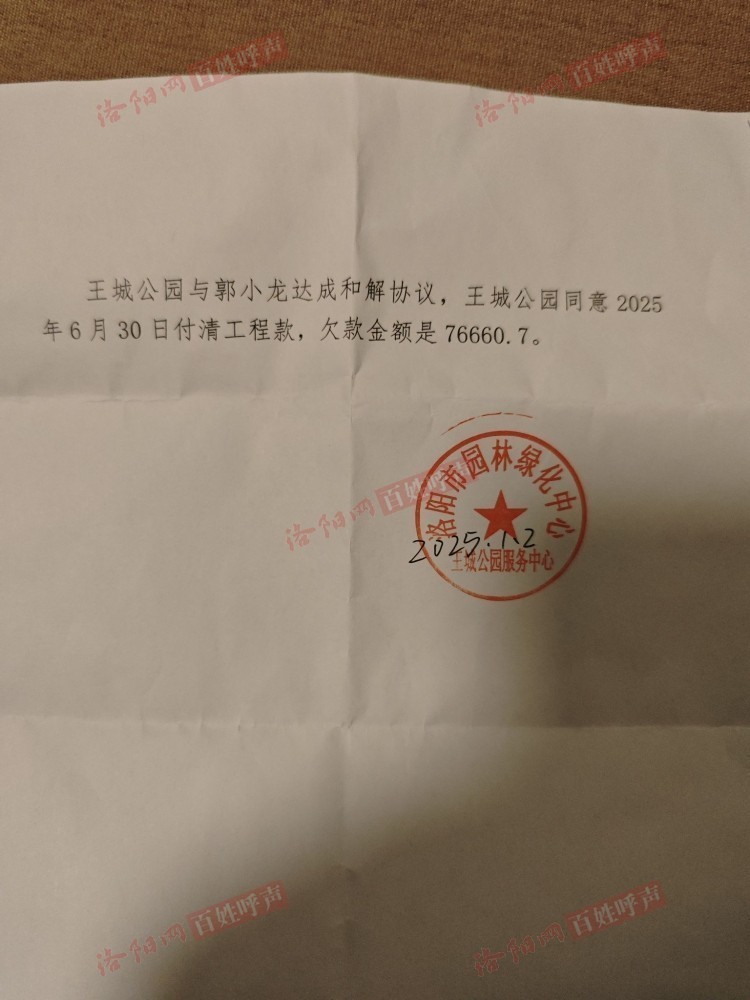 洛阳网 百姓呼声
洛阳网 百姓呼声
王城公园与郭小龙达成和解协议，王城公园同意 2025
年 6 月 30 日付清工程款，欠款金额是 76660.7。
洛阳市园林绿化中心
洛阳网 百姓呼声
2025.1.2
王城公园服务中心
洛阳网 百姓呼声
洛阳网 百姓呼声